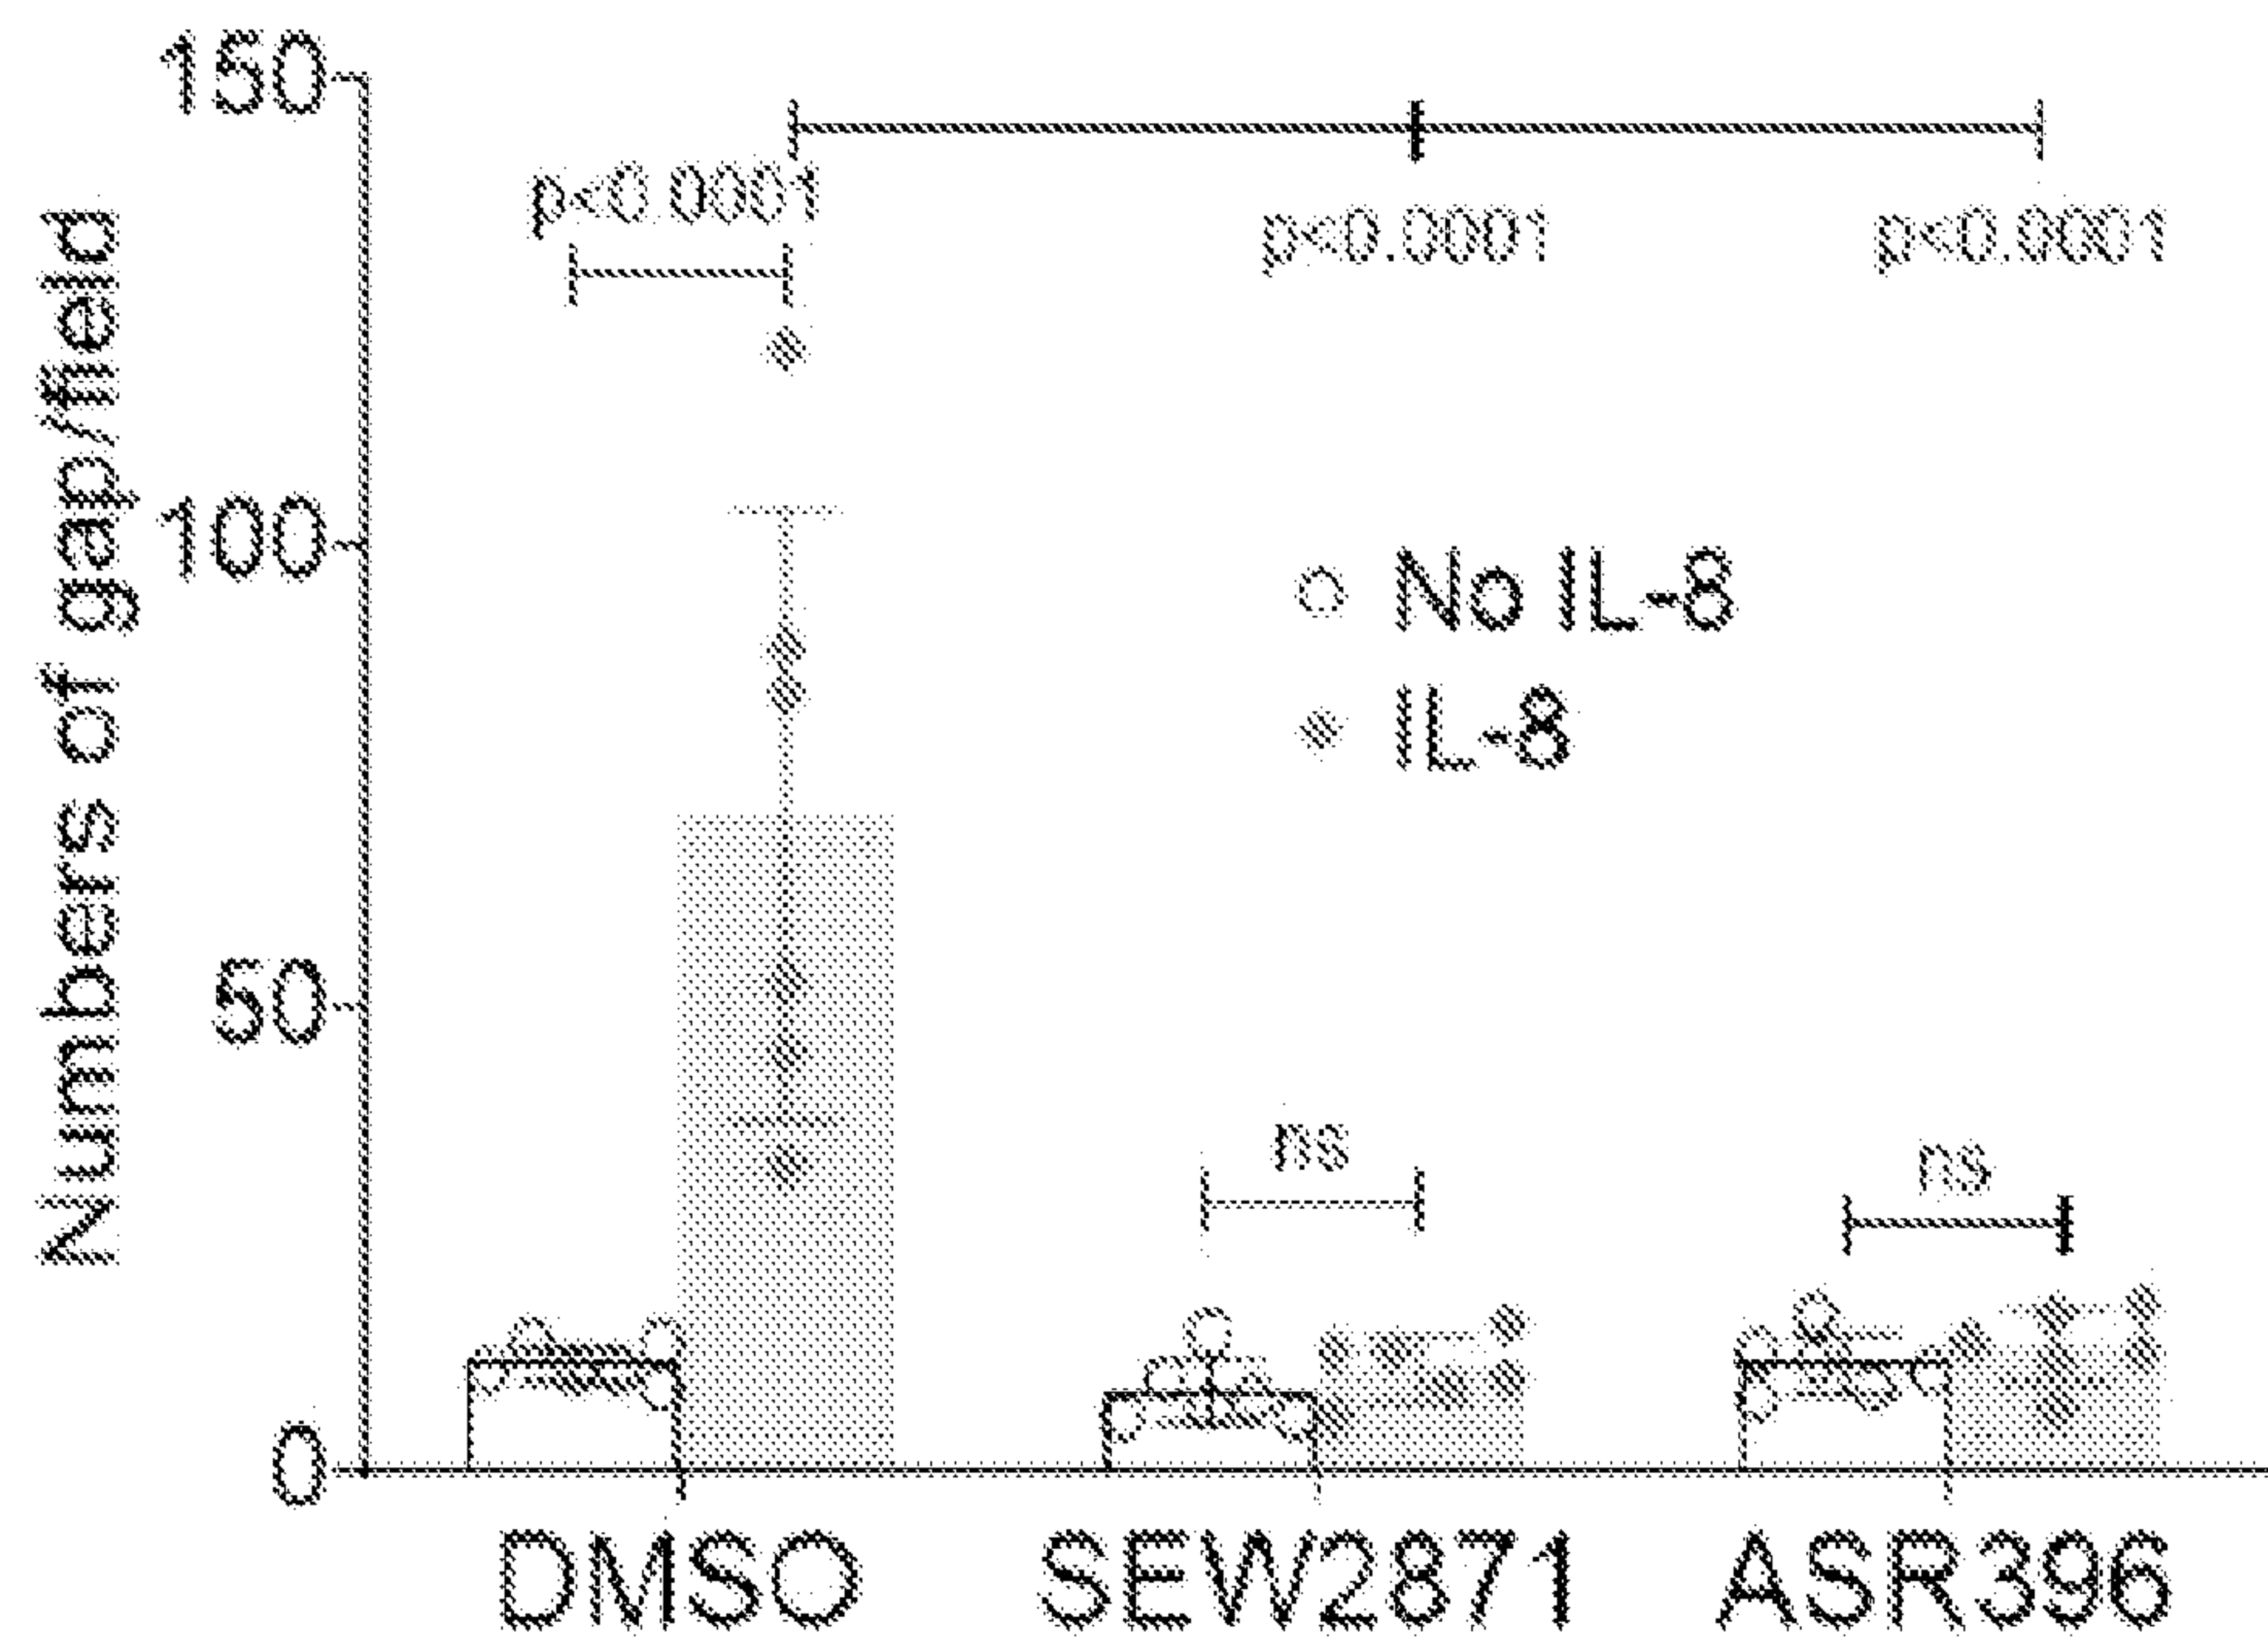 Numbers of gap/field
150
100
50
0
p<0.0001
p<0.0001
p<0.0001
No IL-8
IL-8
ns
ns
DMSO
SEW2871
ASR396